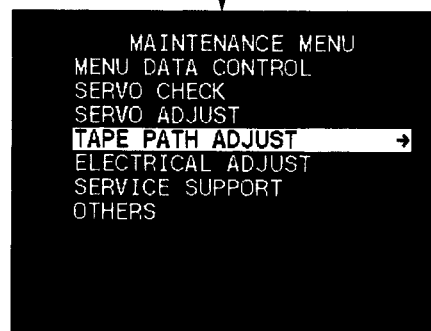 MAINTENANCE MENU
MENU DATA CONTROL
SERVO CHECK
SERVO ADJUST
TAPE PATH ADJUST →
ELECTRICAL ADJUST
SERVICE SUPPORT
OTHERS